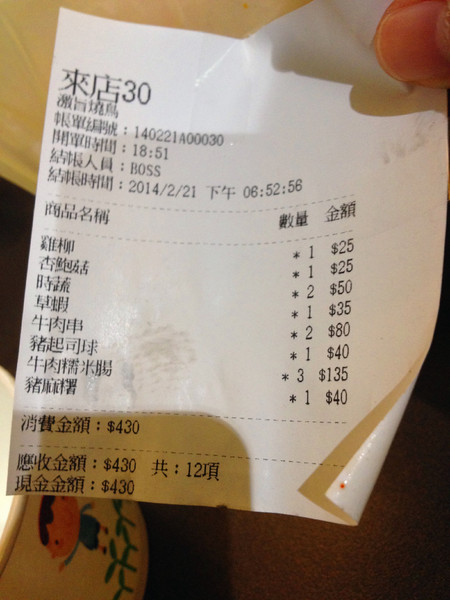 來店30
激旨燒鳥
帳單編號：140221A00030
開單時間：18:51
結帳人員：BOSS
結帳時間：2014/2/21 下午 06:52:56
商品名稱 數量 金額
雞柳 * 1 $25
杏鮑菇 * 1 $25
時蔬 * 2 $50
草蝦 * 1 $35
牛肉串 * 2 $80
豬起司球 * 1 $40
牛肉糯米腸 * 3 $135
豬麻糬 * 1 $40
消費金額：$430
應收金額：$430 共：12項
現金金額：$430